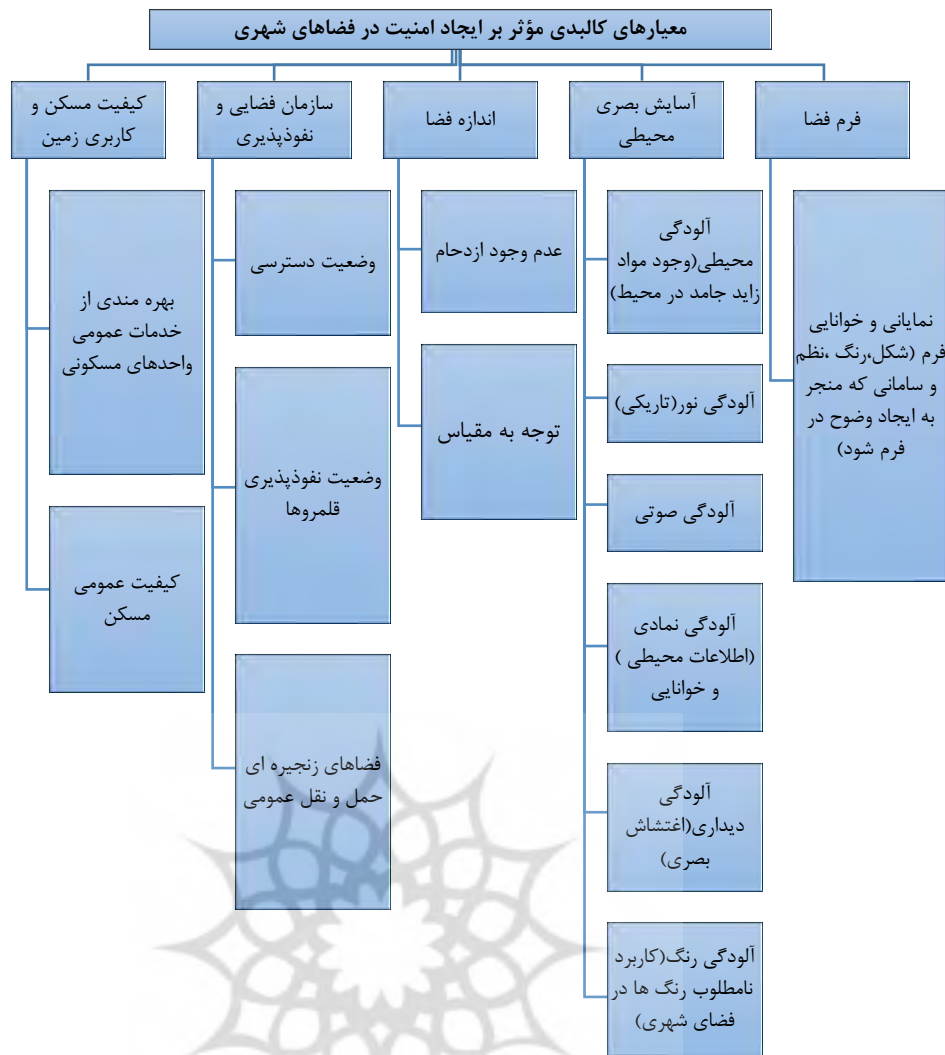 معیارهای کالبدی مؤثر بر ایجاد امنیت در فضاهای شهری
فرم فضا
نمایانی و خوانایی
فرم (شکل،رنگ ،نظم
و سامانی که منجر
به ایجاد وضوح در
فرم شود)
آسایش بصری
محیطی
آلودگی
محیطی(وجود مواد
زاید جامد در محیط)
آلودگی نور(تاریکی)
آلودگی صوتی
آلودگی نمادی
(اطلاعات محیطی )
و خوانایی
آلودگی
دیداری(اغتشاش
بصری)
آلودگی رنگ(کاربرد
نامطلوب رنگ ها در
فضای شهری)
اندازه فضا
عدم وجود ازدحام
توجه به مقیاس
سازمان فضایی و
نفوذپذیری
وضعیت دسترسی
وضعیت نفوذپذیری
قلمروها
فضاهای زنجیره ای
حمل و نقل عمومی
کیفیت مسکن و
کاربری زمین
بهره مندی از
خدمات عمومی
واحدهای مسکونی
کیفیت عمومی
مسکن